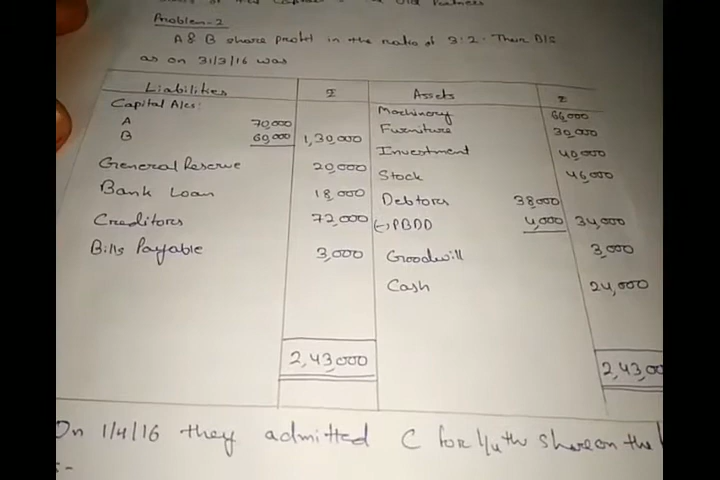 Problem-2
A & B share profit in the ratio of 3:2. Their B/S
as on 31/3/16 was
Liabilities ₹ Assets ₹
Capital A/cs: Machinery 66,000
A 70,000 Furniture 30,000
B 60,000 1,30,000 Investment 40,000
General Reserve 20,000 Stock 46,000
Bank Loan 18,000 Debtors 38,000
Creditors 72,000 (-) PBDD 4,000 34,000
Bills Payable 3,000 Goodwill 3,000
Cash 24,000
2,43,000 2,43,00
On 1/4/16 they admitted C for 1/4th share on the
:-